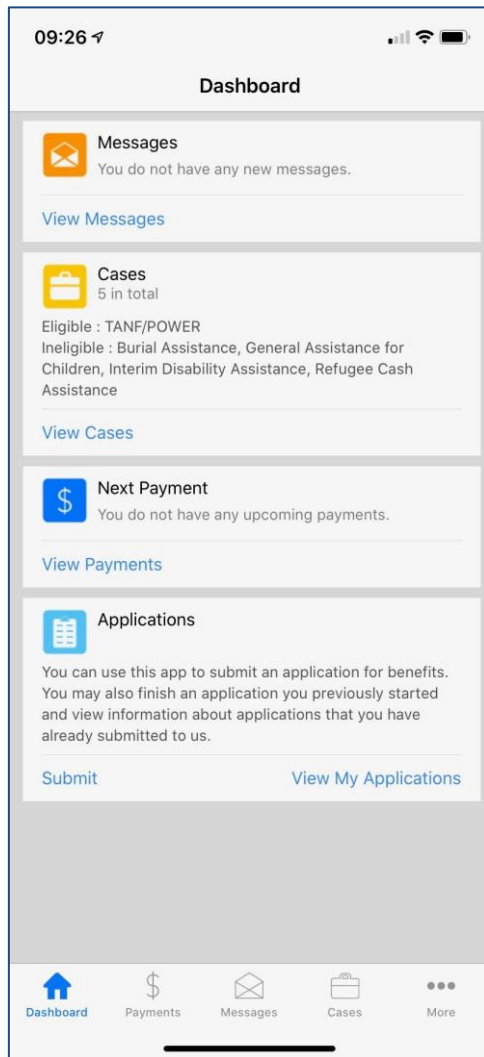 09:26
Dashboard
Messages
You do not have any new messages.
View Messages
Cases
5 in total
Eligible : TANF/POWER
Ineligible : Burial Assistance, General Assistance for
Children, Interim Disability Assistance, Refugee Cash
Assistance
View Cases
$
Next Payment
You do not have any upcoming payments.
View Payments
Applications
You can use this app to submit an application for benefits.
You may also finish an application you previously started
and view information about applications that you have
already submitted to us.
Submit View My Applications
$
Dashboard Payments Messages Cases More